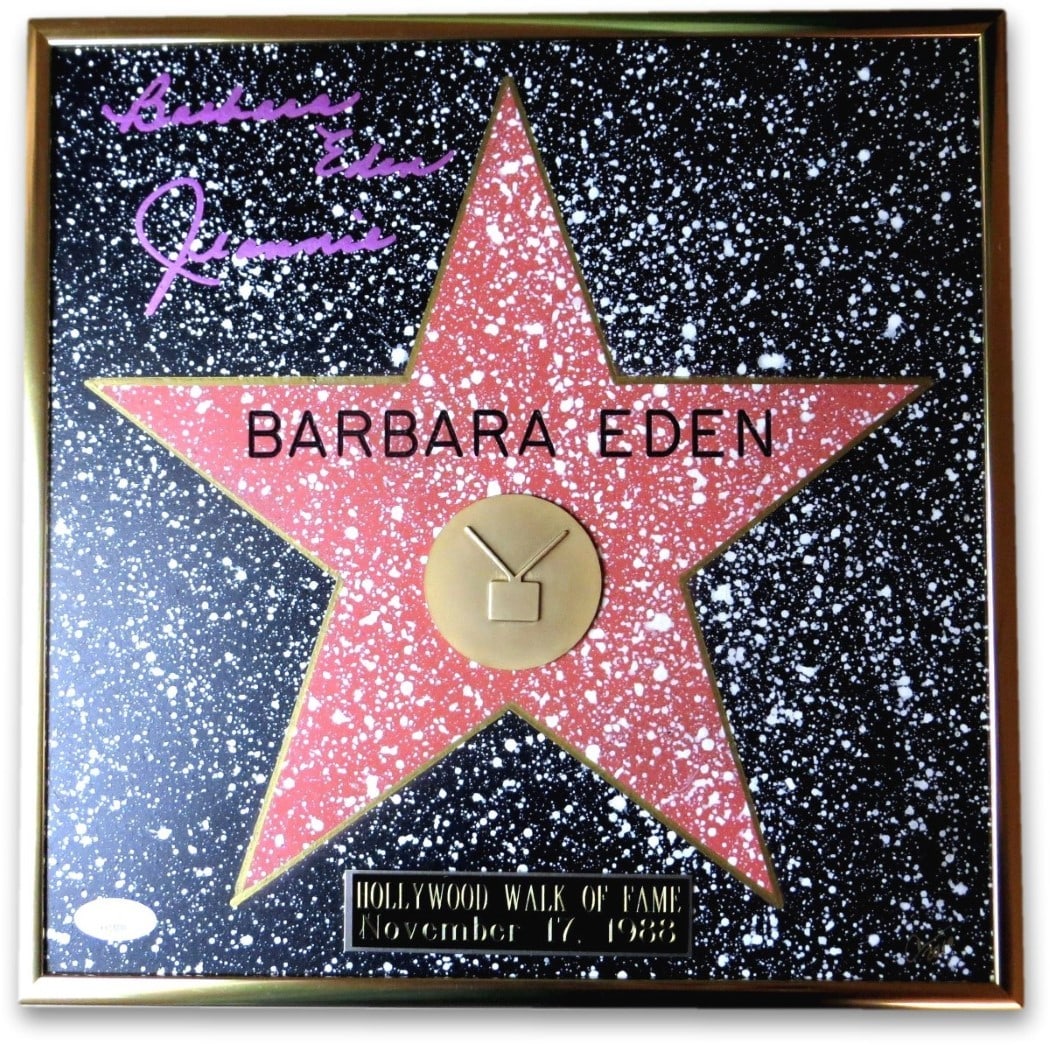 Barbara
Eden
Jeannie
BARBARA EDEN
HOLLYWOOD WALK OF FAME
November 17, 1988